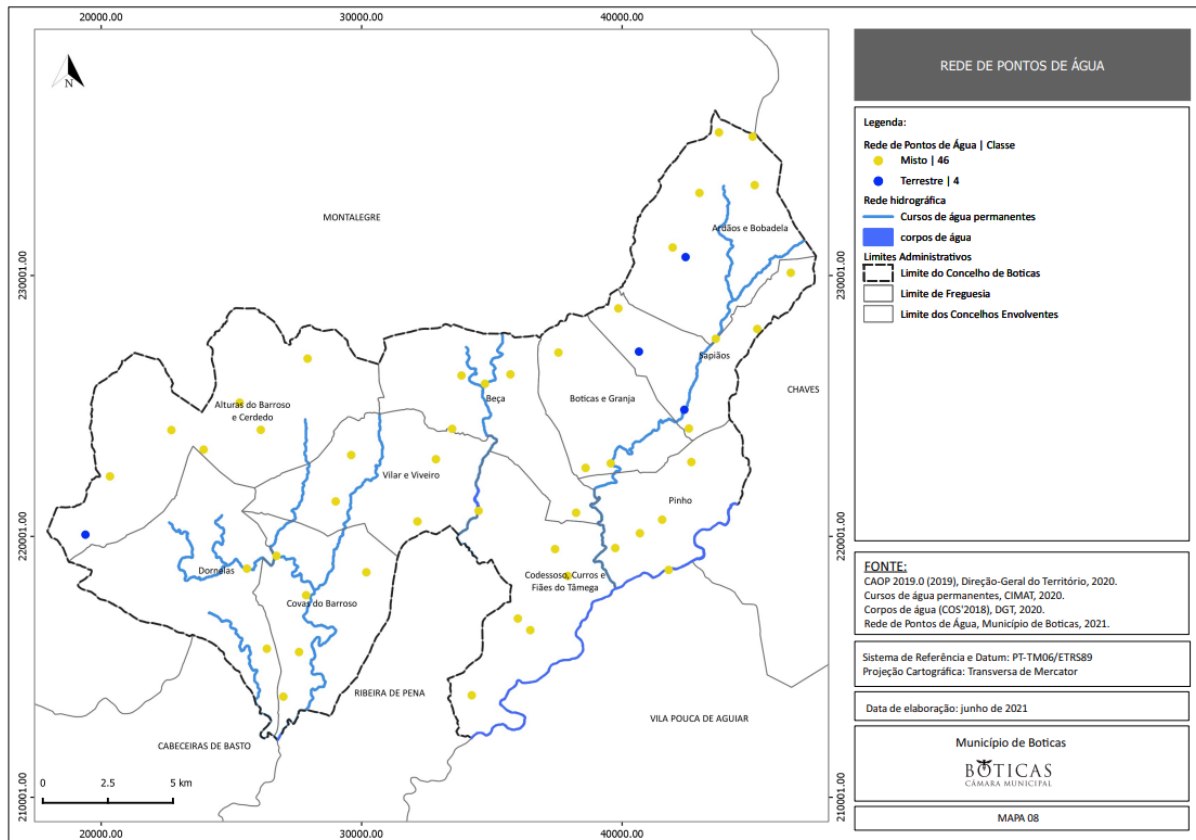 20000.00
30000.00
40000.00
230001.00
220001.00
210001.00
N
MONTALEGRE
Ardãos e Bobadela
Sapiãos
CHAVES
Beça
Boticas e Granja
Alturas do Barroso
e Cerdedo
Vilar e Viveiro
Pinho
Dornelas
Codessoso, Curros e
Fiães do Tâmega
Covas do Barroso
RIBEIRA DE PENA
VILA POUCA DE AGUIAR
CABECEIRAS DE BASTO
0
2.5
5 km
230001.00
220001.00
210001.00
20000.00
30000.00
40000.00
REDE DE PONTOS DE ÁGUA
Legenda:
Rede de Pontos de Água | Classe
Misto | 46
Terrestre | 4
Rede hidrográfica
Cursos de água permanentes
corpos de água
Limites Administrativos
Limite do Concelho de Boticas
Limite de Freguesia
Limite dos Concelhos Envolventes
FONTE:
CAOP 2019.0 (2019), Direção-Geral do Território, 2020.
Cursos de água permanentes, CIMAT, 2020.
Corpos de água (COS'2018), DGT, 2020.
Rede de Pontos de Água, Município de Boticas, 2021.
Sistema de Referência e Datum: PT-TM06/ETRS89
Projeção Cartográfica: Transversa de Mercator
Data de elaboração: junho de 2021
Município de Boticas
BOTICAS
CÂMARA MUNICIPAL
MAPA 08